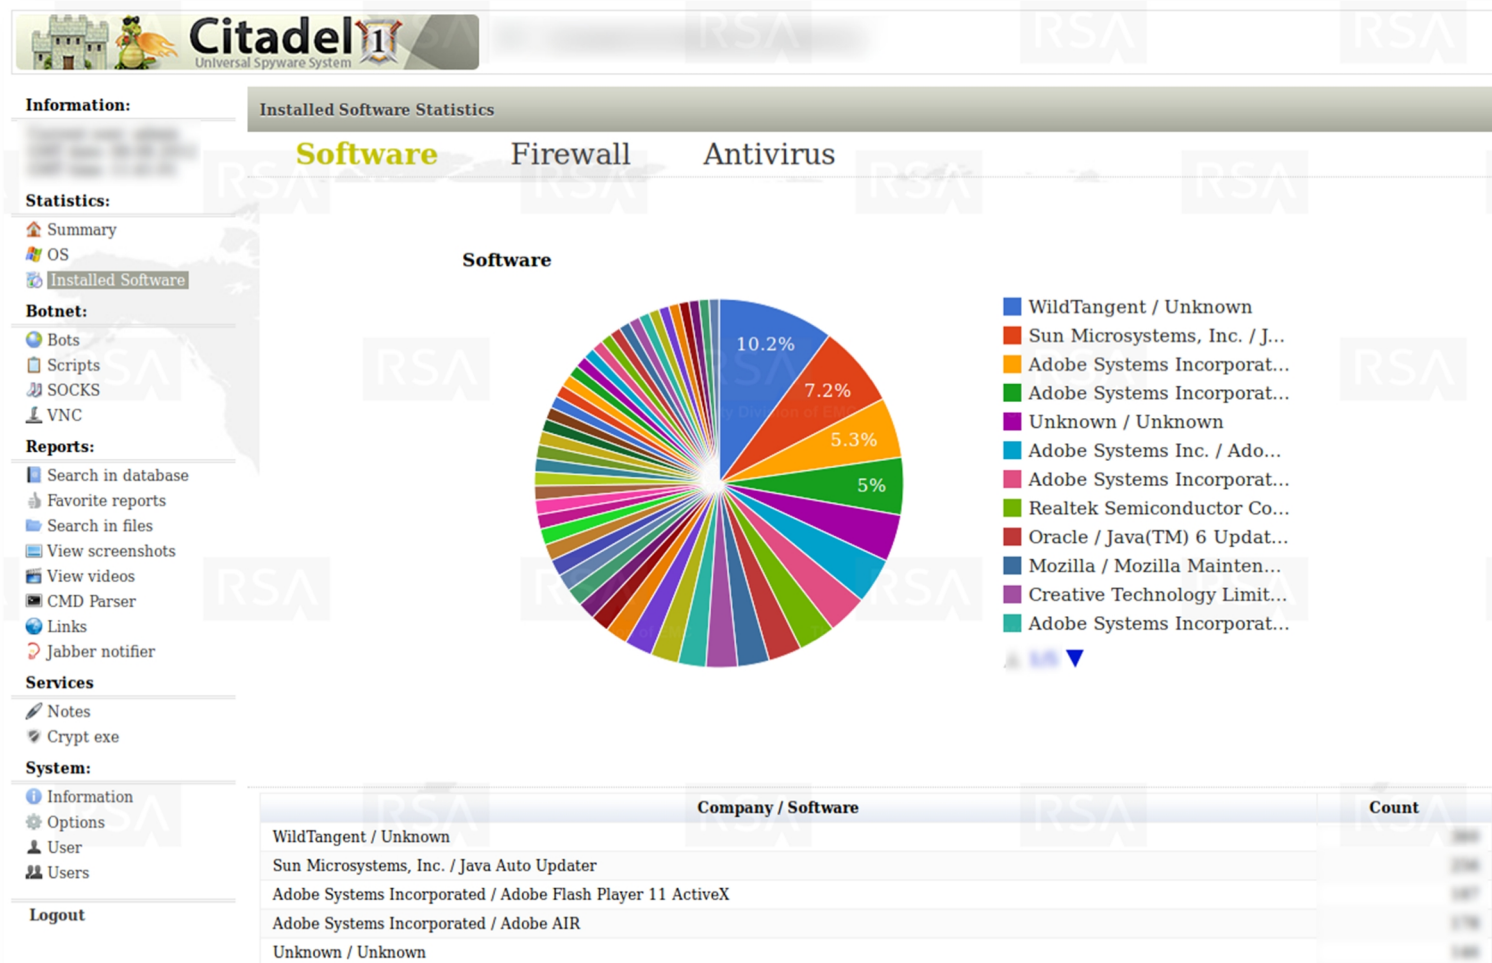 Citadel 1
Universal Spyware System
Information:
Statistics:
Summary
OS
Installed Software
Botnet:
Bots
Scripts
SOCKS
VNC
Reports:
Search in database
Favorite reports
Search in files
View screenshots
View videos
CMD Parser
Links
Jabber notifier
Services
Notes
Crypt exe
System:
Information
Options
User
Users
Logout
Installed Software Statistics
Software Firewall Antivirus
Software
10.2%
7.2%
5.3%
5%
WildTangent / Unknown
Sun Microsystems, Inc. / J...
Adobe Systems Incorporat...
Adobe Systems Incorporat...
Unknown / Unknown
Adobe Systems Inc. / Ado...
Adobe Systems Incorporat...
Realtek Semiconductor Co...
Oracle / Java(TM) 6 Updat...
Mozilla / Mozilla Mainten...
Creative Technology Limit...
Adobe Systems Incorporat...
Company / Software Count
WildTangent / Unknown
Sun Microsystems, Inc. / Java Auto Updater
Adobe Systems Incorporated / Adobe Flash Player 11 ActiveX
Adobe Systems Incorporated / Adobe AIR
Unknown / Unknown
RSA